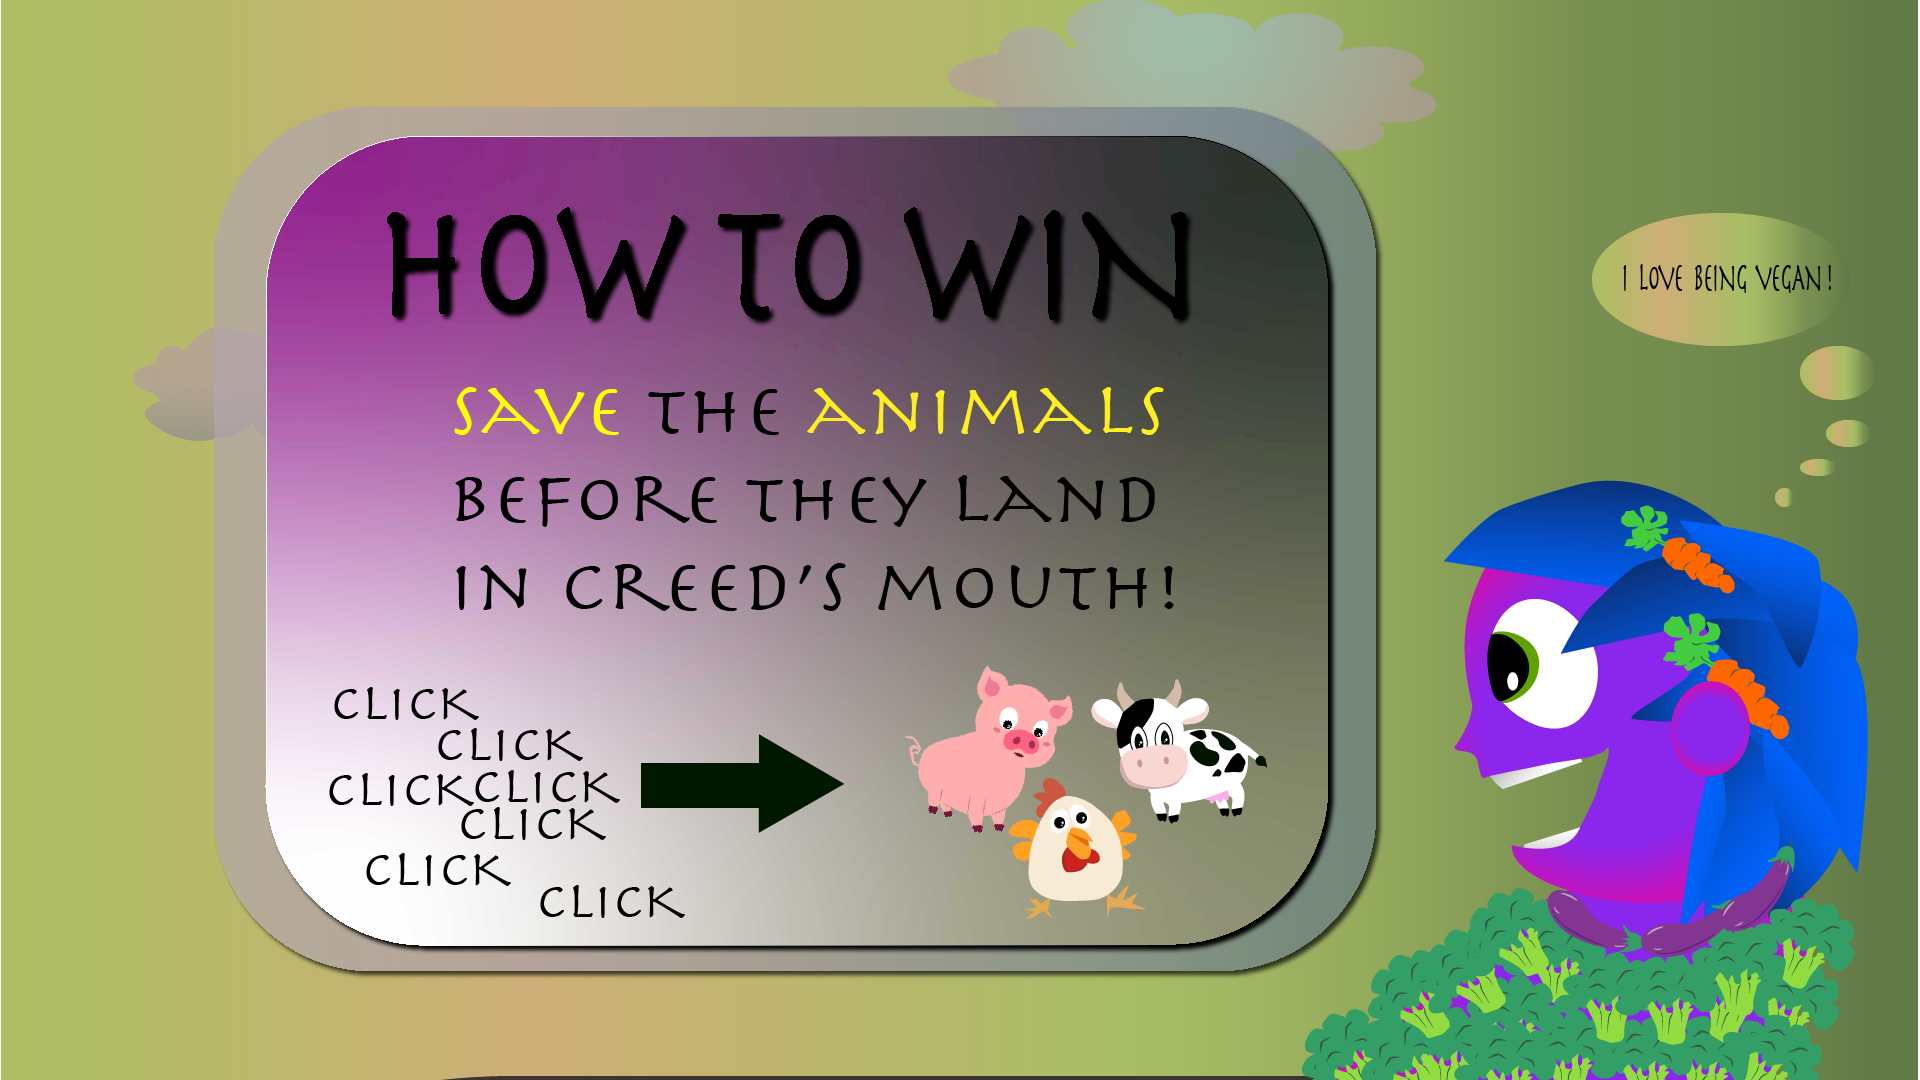 HOW TO WIN
SAVE THE ANIMALS
BEFORE THEY LAND
IN CREED'S MOUTH!
CLICK
CLICK
CLICKCLICK
CLICK
CLICK
CLICK
I LOVE BEING VEGAN!